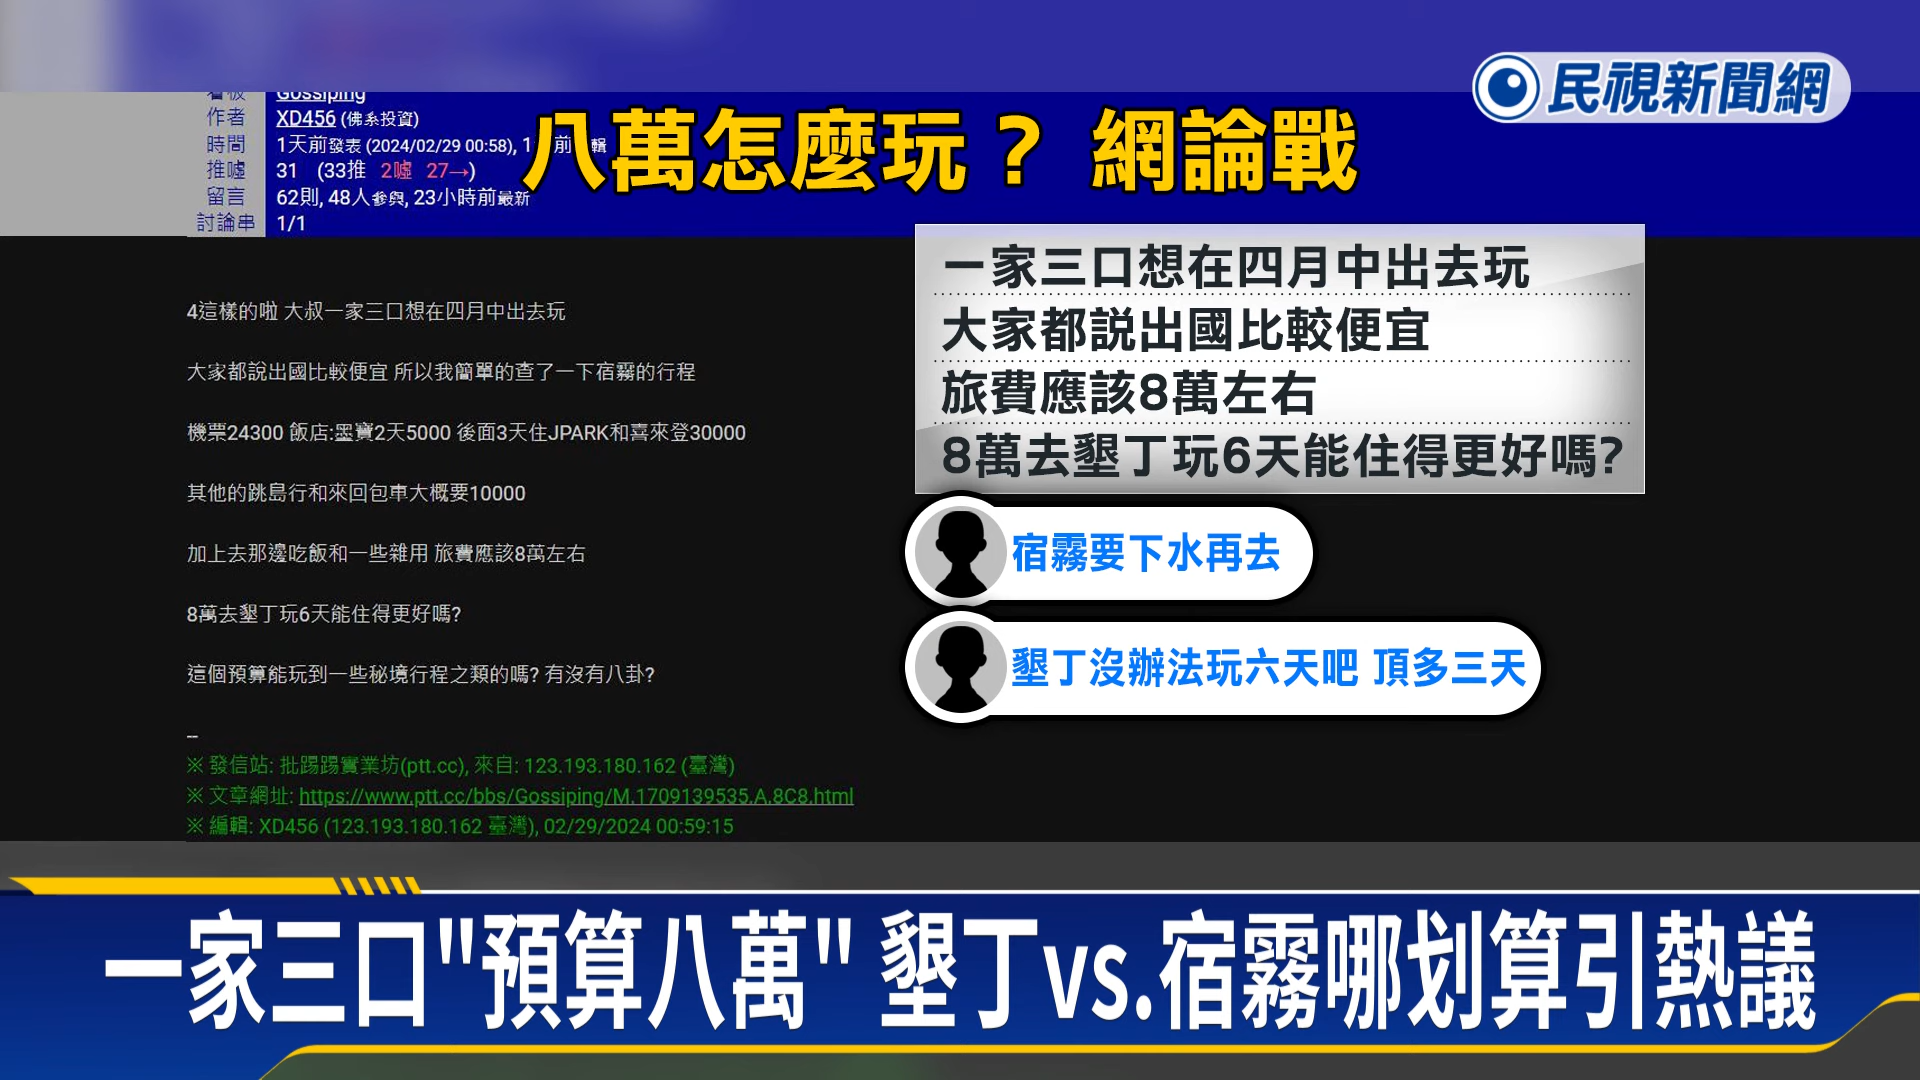 民視新聞網
八萬怎麼玩？ 網論戰
看板 Gossiping
作者 XD456 (佛系投資)
時間 1天前發表 (2024/02/29 00:58), 1 前 輯
推噓 31 (33推 2噓 27→)
留言 62則, 48人參與, 23小時前最新
討論串 1/1
4這樣的啦 大叔一家三口想在四月中出去玩
大家都說出國比較便宜 所以我簡單的查了一下宿霧的行程
機票24300 飯店:墨寶2天5000 後面3天住JPARK和喜來登30000
其他的跳島行和來回包車大概要10000
加上去那邊吃飯和一些雜用 旅費應該8萬左右
8萬去墾丁玩6天能住得更好嗎?
這個預算能玩到一些秘境行程之類的嗎? 有沒有八卦?
--
※ 發信站: 批踢踢實業坊(ptt.cc), 來自: 123.193.180.162 (臺灣)
※ 文章網址: https://www.ptt.cc/bbs/Gossiping/M.1709139535.A.8C8.html
※ 編輯: XD456 (123.193.180.162 臺灣), 02/29/2024 00:59:15
一家三口想在四月中出去玩
大家都說出國比較便宜
旅費應該8萬左右
8萬去墾丁玩6天能住得更好嗎?
宿霧要下水再去
墾丁沒辦法玩六天吧 頂多三天
一家三口"預算八萬" 墾丁vs.宿霧哪划算引熱議